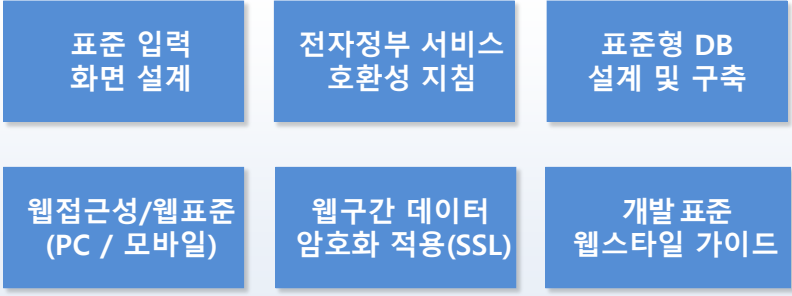 표준 입력
화면 설계
전자정부 서비스
호환성 지침
표준형 DB
설계 및 구축
웹접근성/웹표준
(PC / 모바일)
웹구간 데이터
암호화 적용(SSL)
개발 표준
웹스타일 가이드